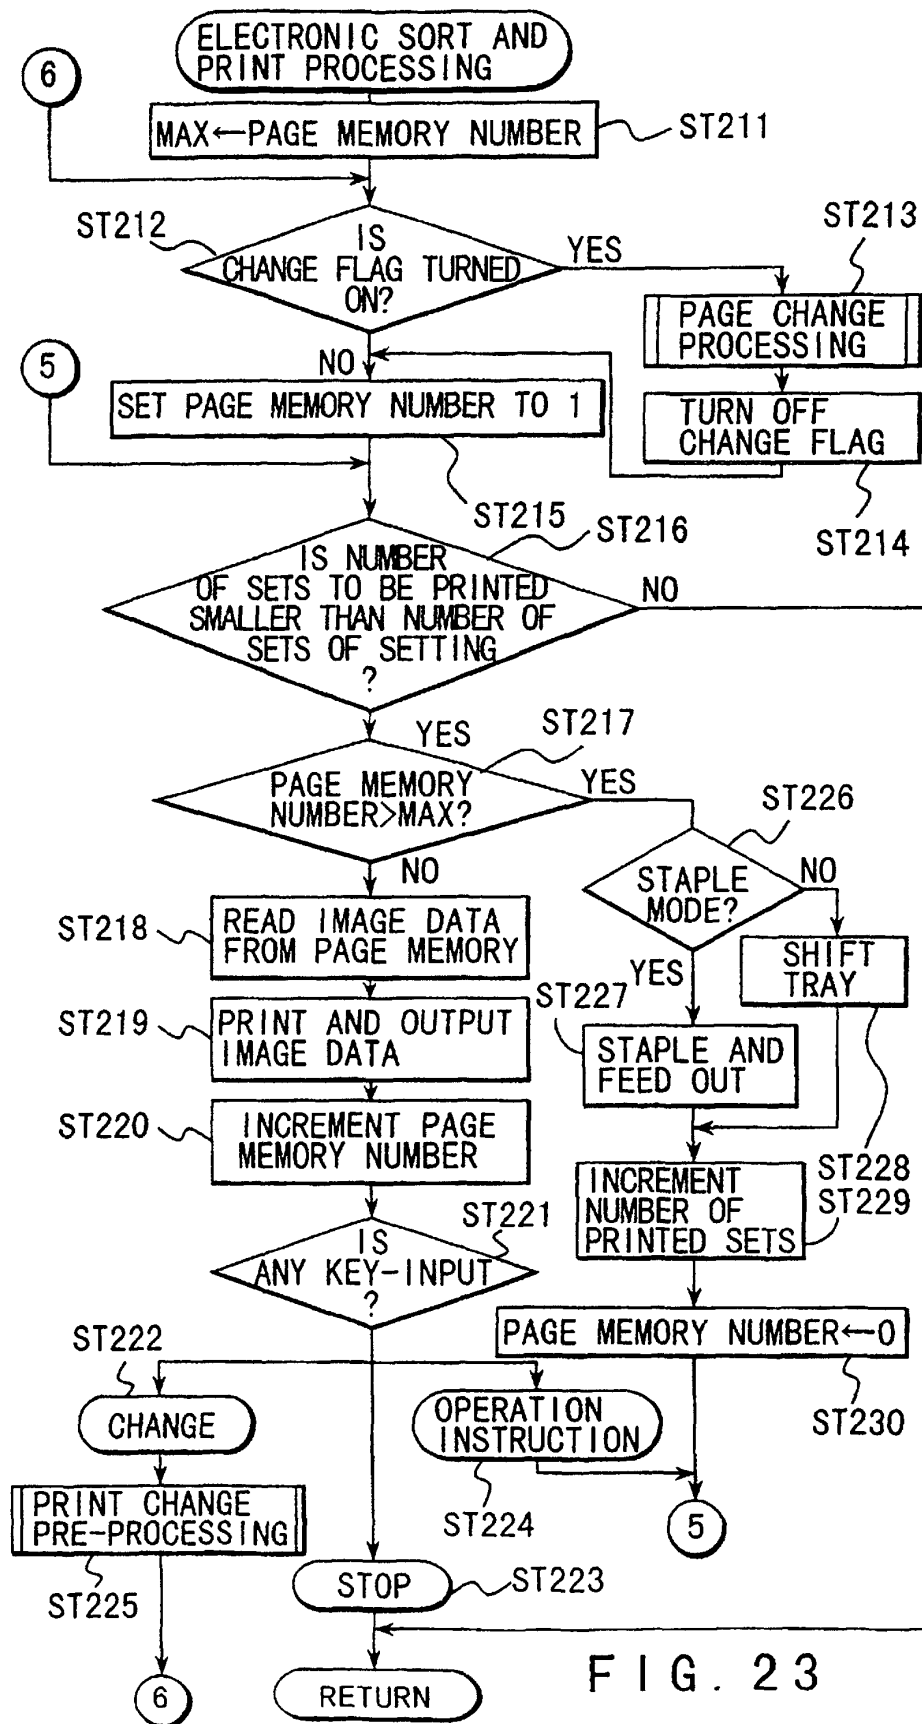 ELECTRONIC SORT AND
PRINT PROCESSING
6
MAX←PAGE MEMORY NUMBER
ST211
ST212
IS
CHANGE FLAG TURNED
ON?
YES
ST213
PAGE CHANGE
PROCESSING
NO
5
SET PAGE MEMORY NUMBER TO 1
TURN OFF
CHANGE FLAG
ST215
ST214
ST216
IS NUMBER
OF SETS TO BE PRINTED
SMALLER THAN NUMBER OF
SETS OF SETTING
?
NO
YES
ST217
PAGE MEMORY
NUMBER>MAX?
YES
NO
ST226
STAPLE
MODE?
NO
YES
ST218
READ IMAGE DATA
FROM PAGE MEMORY
SHIFT
TRAY
ST227
ST219
PRINT AND OUTPUT
IMAGE DATA
STAPLE AND
FEED OUT
ST220
INCREMENT PAGE
MEMORY NUMBER
ST228
ST229
INCREMENT
NUMBER OF
PRINTED SETS
ST221
IS
ANY KEY-INPUT
?
PAGE MEMORY NUMBER←0
ST230
ST222
CHANGE
OPERATION
INSTRUCTION
ST224
5
PRINT CHANGE
PRE-PROCESSING
ST225
STOP
ST223
6
RETURN
FIG. 23